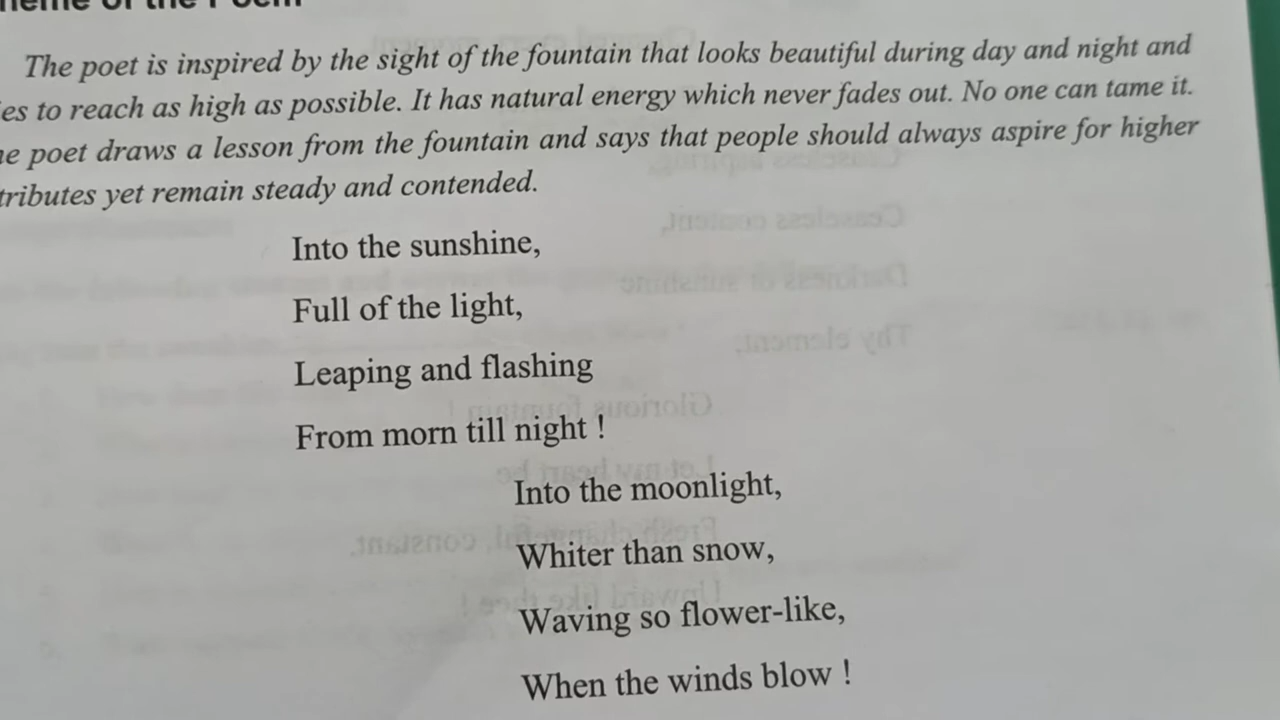 of the Poem
The poet is inspired by the sight of the fountain that looks beautiful during day and night and
es to reach as high as possible. It has natural energy which never fades out. No one can tame it.
he poet draws a lesson from the fountain and says that people should always aspire for higher
tributes yet remain steady and contended.
Into the sunshine,
Full of the light,
Leaping and flashing
From morn till night !
Into the moonlight,
Whiter than snow,
Waving so flower-like,
When the winds blow !